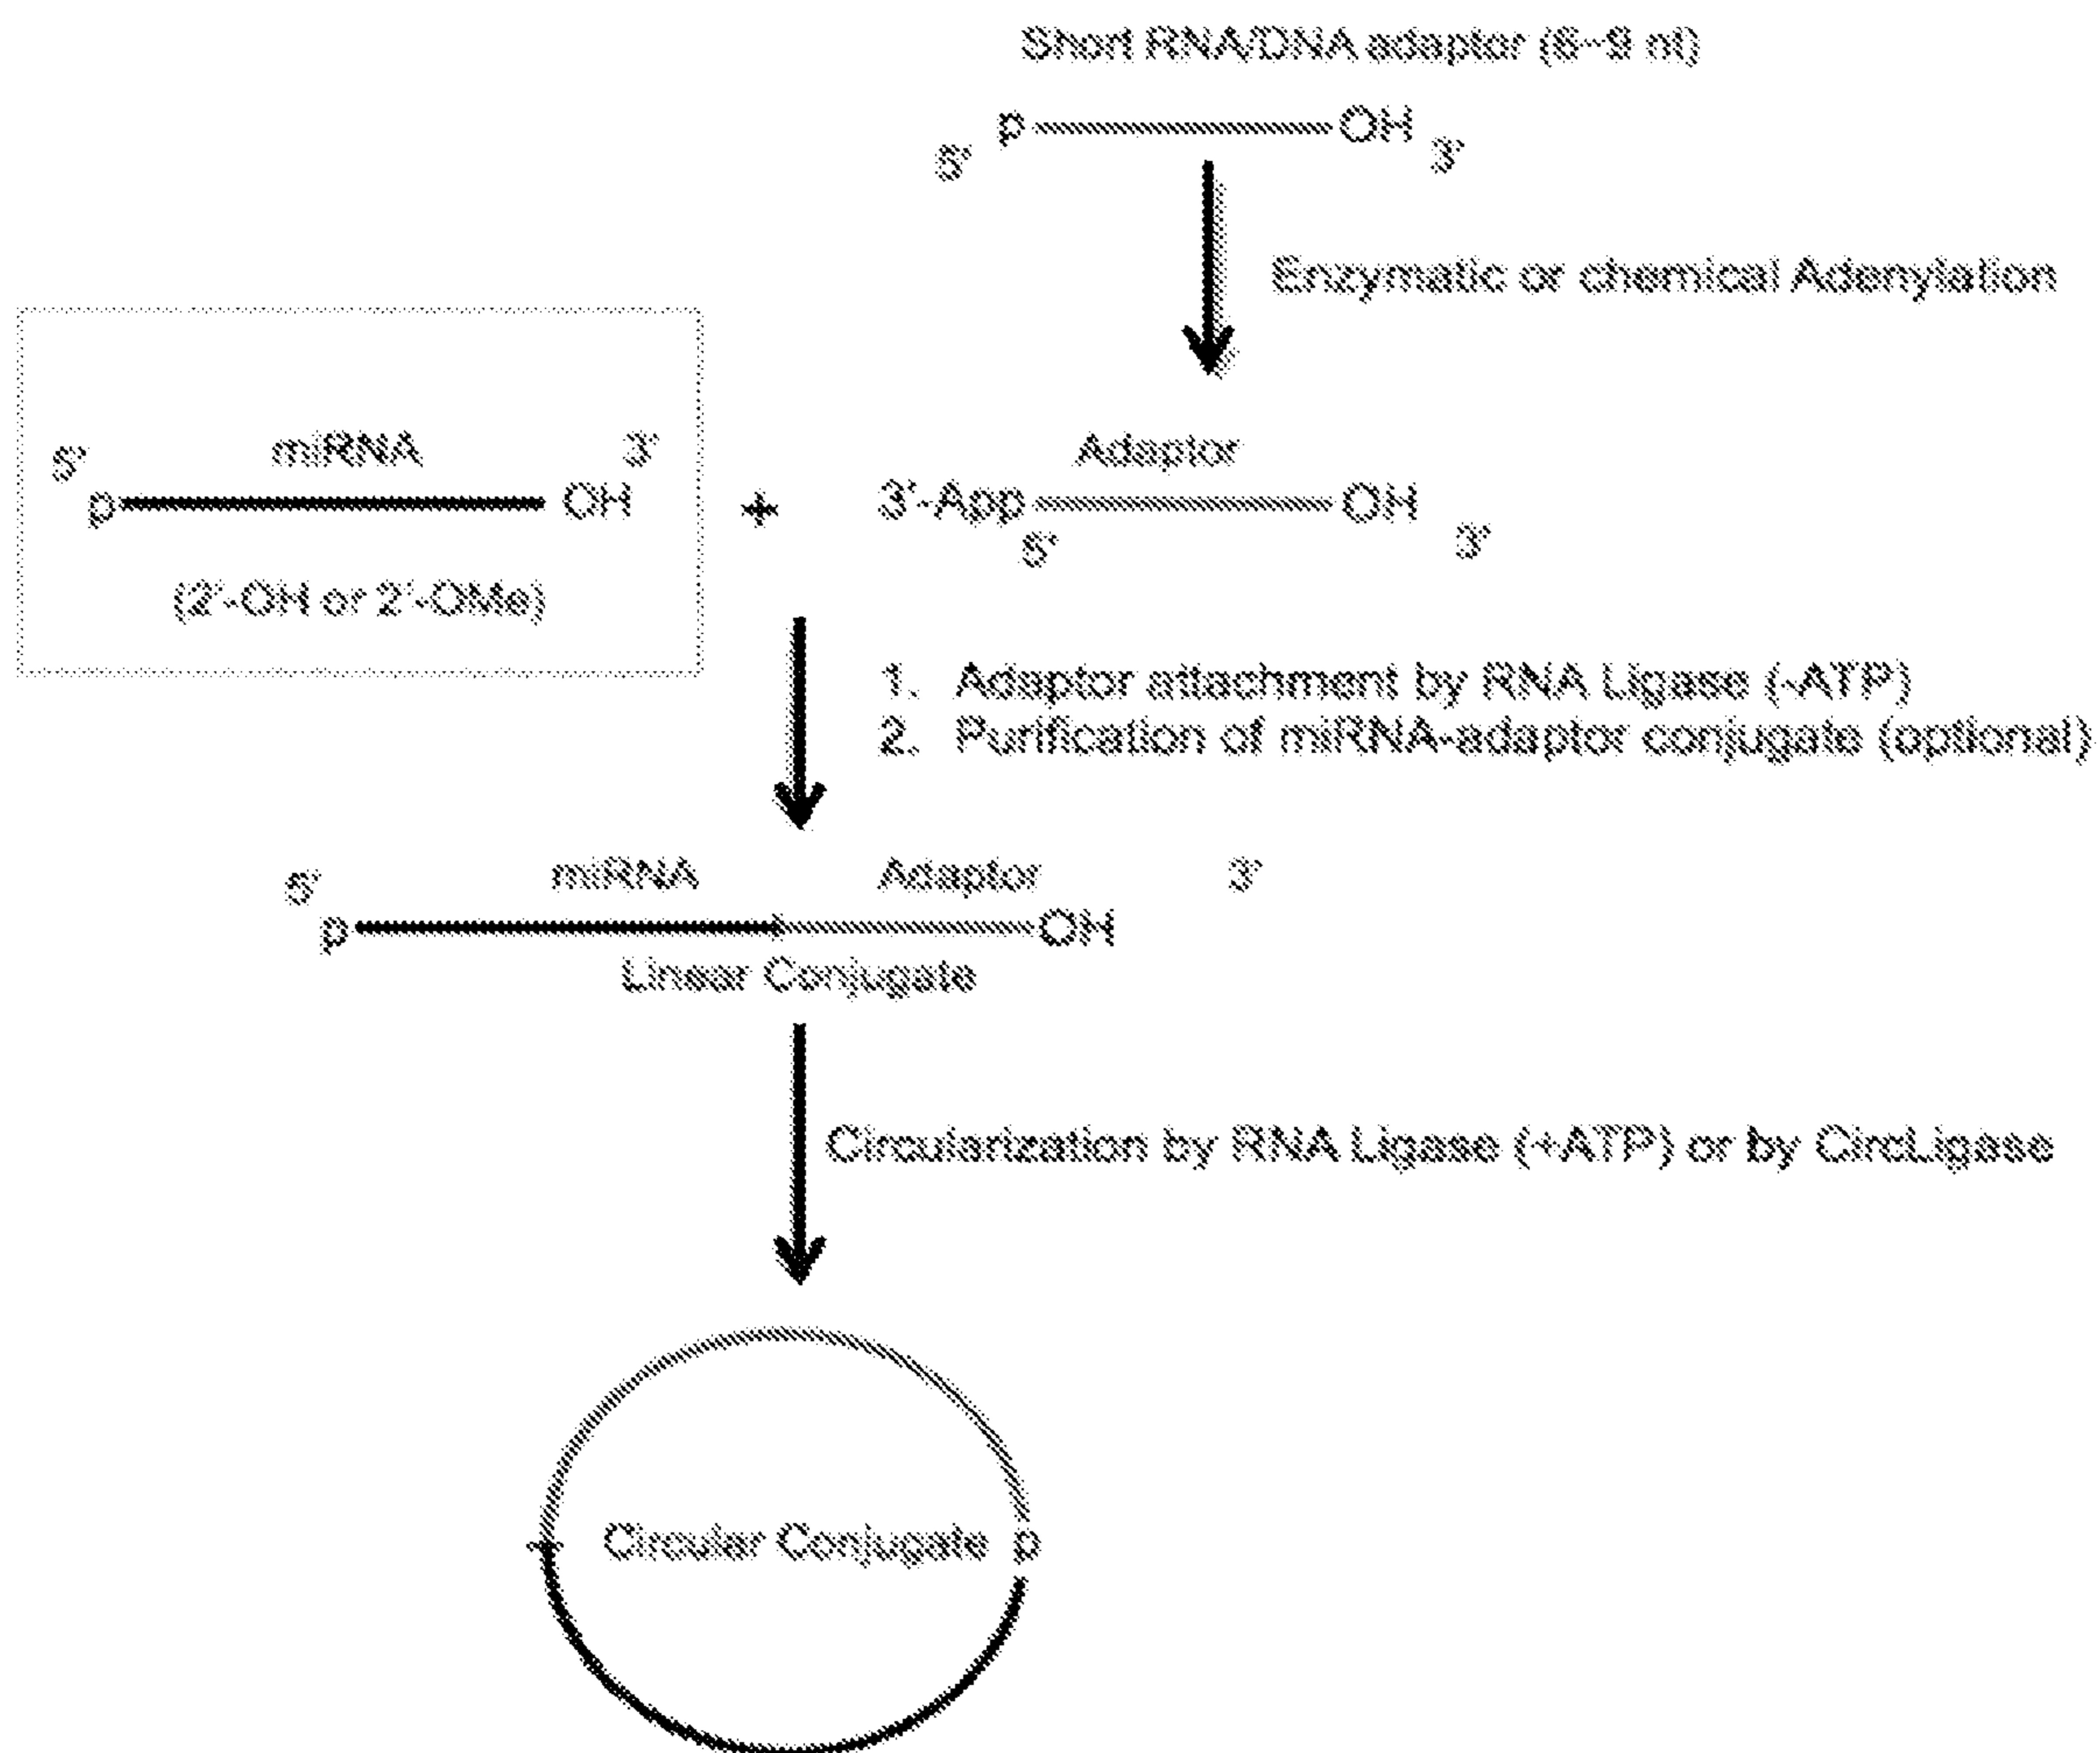 Short RNA/DNA adaptor (6~9 nt)
p OH
5' 3'
Enzymatic or chemical Adenylation
5' miRNA 3'
p OH
(2'-OH or 2'-OMe)
+
Adaptor
3'-App OH
5' 3'
1. Adaptor attachment by RNA Ligase (-ATP)
2. Purification of miRNA-adaptor conjugate (optional)
5' miRNA Adaptor 3'
p OH
Linear Conjugate
Circularization by RNA Ligase (+ATP) or by CircLigase
Circular Conjugate p